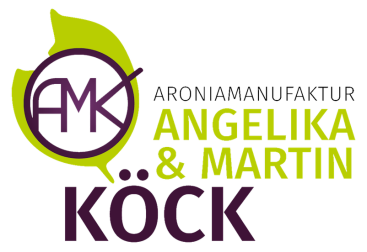 AMK
ARONIAMANUFAKTUR
ANGELIKA
& MARTIN
KÖCK